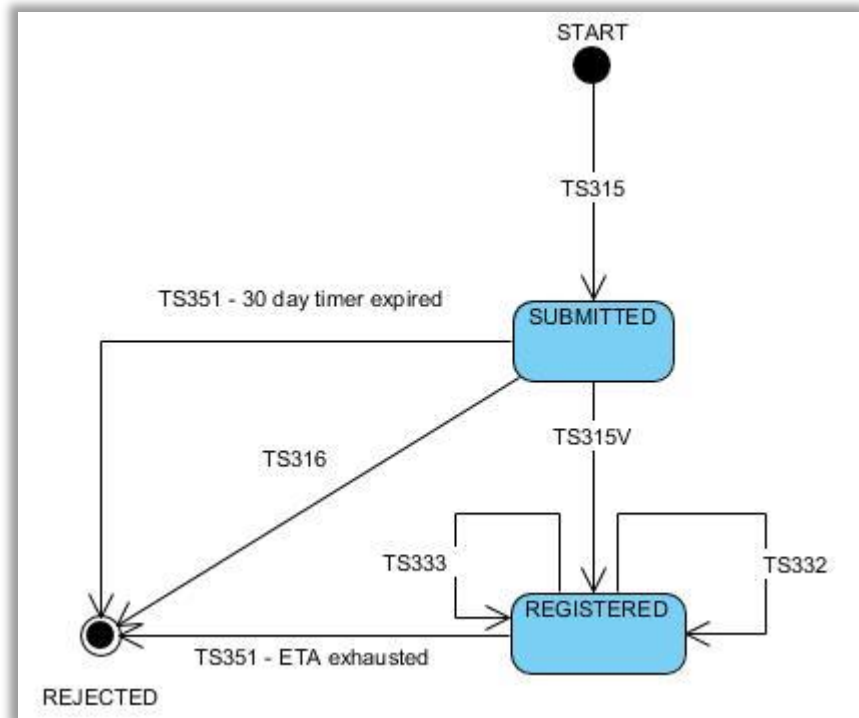 START
TS315
TS351 - 30 day timer expired
SUBMITTED
TS315V
TS316
TS333
TS332
REGISTERED
TS351 - ETA exhausted
REJECTED